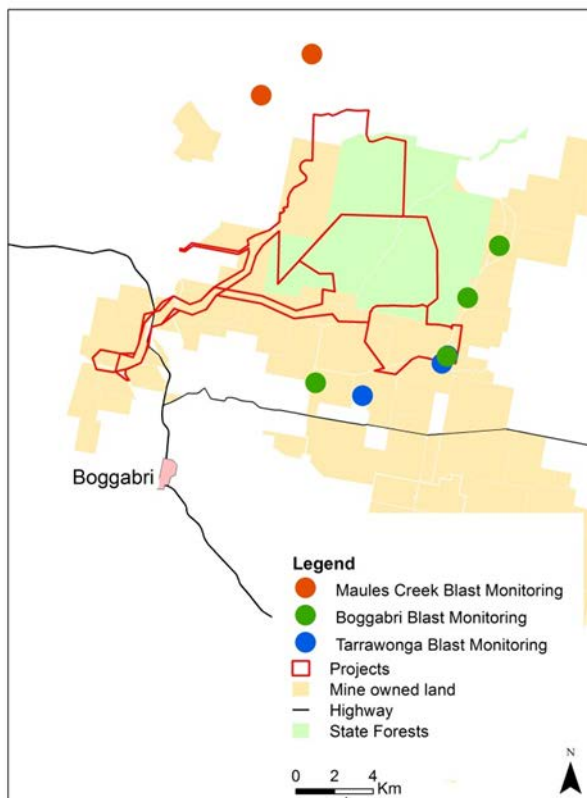 Boggabri
Legend
Maules Creek Blast Monitoring
Boggabri Blast Monitoring
Tarrawonga Blast Monitoring
Projects
Mine owned land
Highway
State Forests
N
0 2 4
Km